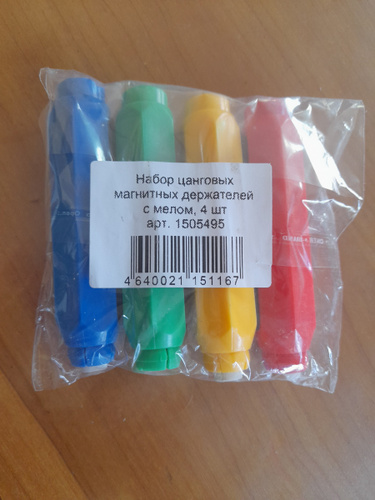 Набор цанговых
магнитных держателей
с мелом, 4 шт
арт. 1505495
4 640021 151167